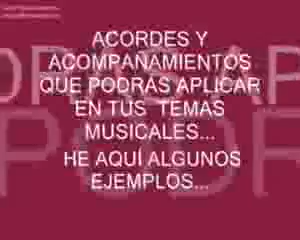 ACORDES Y
ACOMPAÑAMIENTOS
QUE PODRAS APLICAR
EN TUS TEMAS
MUSICALES...
HE AQUÍ ALGUNOS
EJEMPLOS...